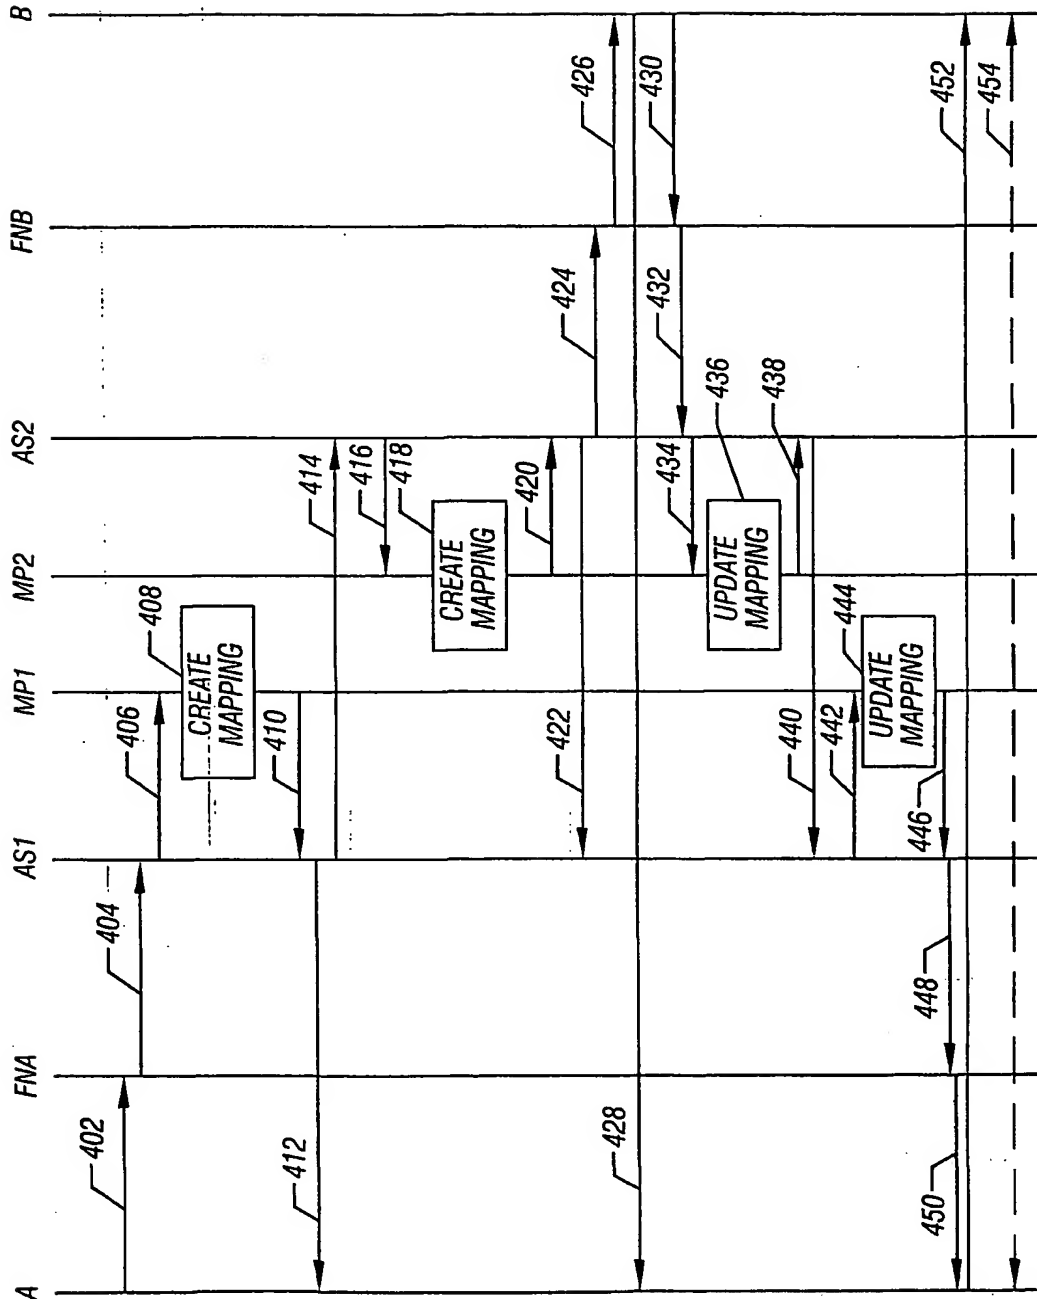 A
FNA
AS1
MP1
MP2
AS2
FNB
B
402
404
406
408
CREATE
MAPPING
410
412
414
416
418
CREATE
MAPPING
420
422
424
426
428
430
432
434
436
UPDATE
MAPPING
438
440
442
444
UPDATE
MAPPING
446
448
450
452
454